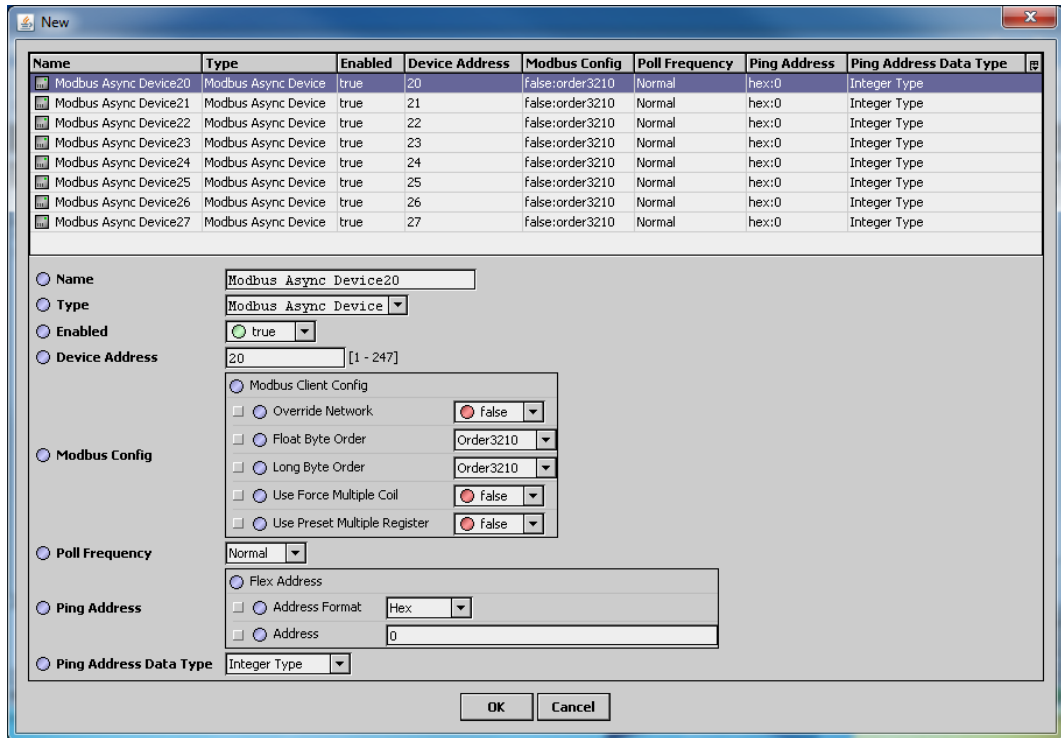 New
Name Type Enabled Device Address Modbus Config Poll Frequency Ping Address Ping Address Data Type
Modbus Async Device20 Modbus Async Device true 20 false:order3210 Normal hex:0 Integer Type
Modbus Async Device21 Modbus Async Device true 21 false:order3210 Normal hex:0 Integer Type
Modbus Async Device22 Modbus Async Device true 22 false:order3210 Normal hex:0 Integer Type
Modbus Async Device23 Modbus Async Device true 23 false:order3210 Normal hex:0 Integer Type
Modbus Async Device24 Modbus Async Device true 24 false:order3210 Normal hex:0 Integer Type
Modbus Async Device25 Modbus Async Device true 25 false:order3210 Normal hex:0 Integer Type
Modbus Async Device26 Modbus Async Device true 26 false:order3210 Normal hex:0 Integer Type
Modbus Async Device27 Modbus Async Device true 27 false:order3210 Normal hex:0 Integer Type
Name Modbus Async Device20
Type Modbus Async Device
Enabled true
Device Address 20 [1 - 247]
Modbus Config
Modbus Client Config
Override Network false
Float Byte Order Order3210
Long Byte Order Order3210
Use Force Multiple Coil false
Use Preset Multiple Register false
Poll Frequency Normal
Ping Address
Flex Address
Address Format Hex
Address 0
Ping Address Data Type Integer Type
OK Cancel